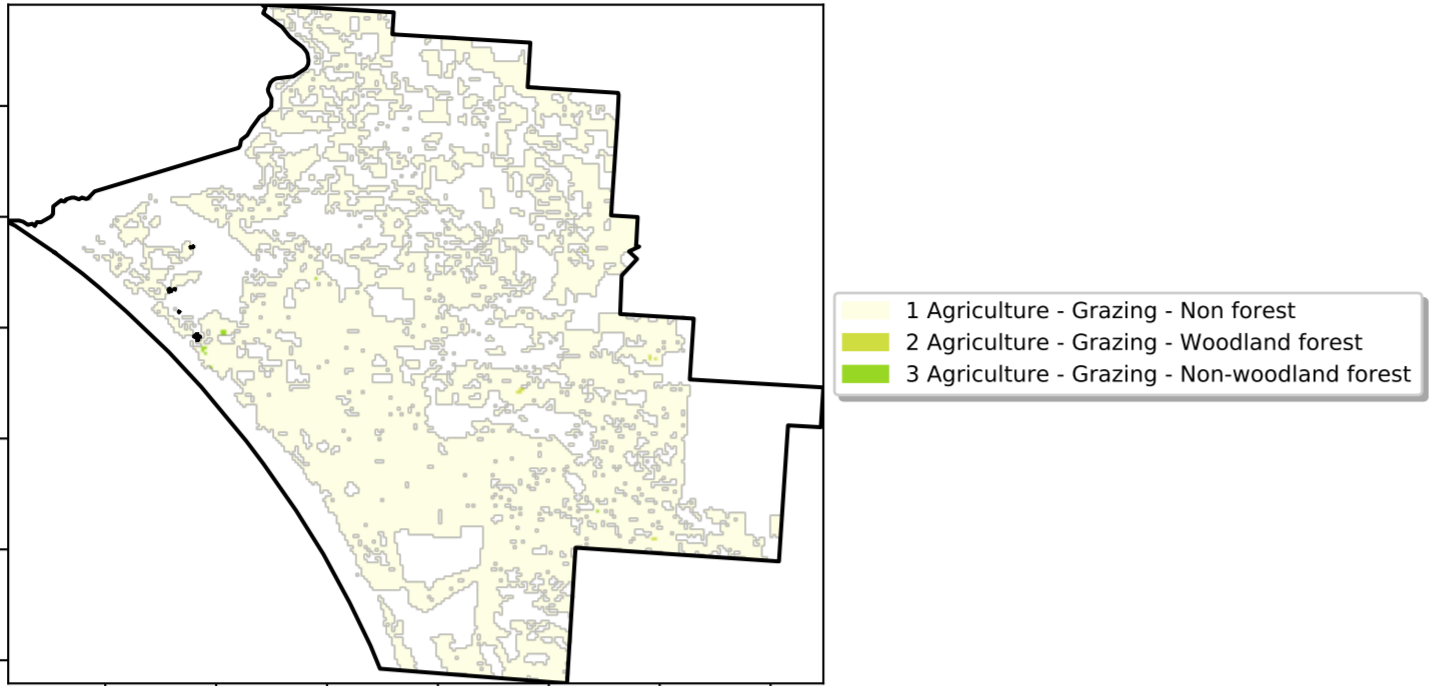 1 Agriculture - Grazing - Non forest
2 Agriculture - Grazing - Woodland forest
3 Agriculture - Grazing - Non-woodland forest